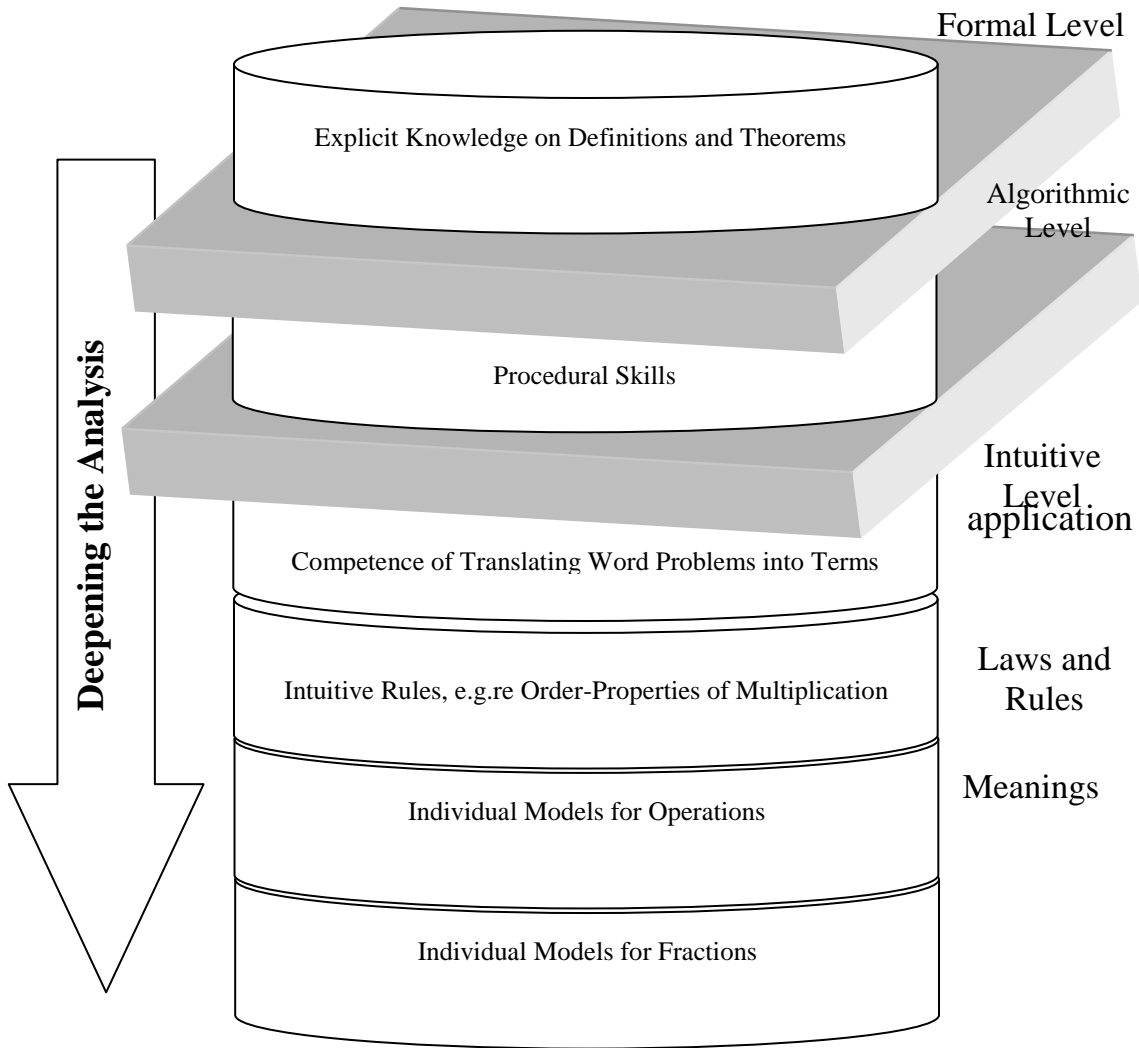 Formal Level
Explicit Knowledge on Definitions and Theorems
Algorithmic
Level
Procedural Skills
Deepening the Analysis
Intuitive
Level
application
Competence of Translating Word Problems into Terms
Laws and
Rules
Intuitive Rules, e.g.re Order-Properties of Multiplication
Meanings
Individual Models for Operations
Individual Models for Fractions